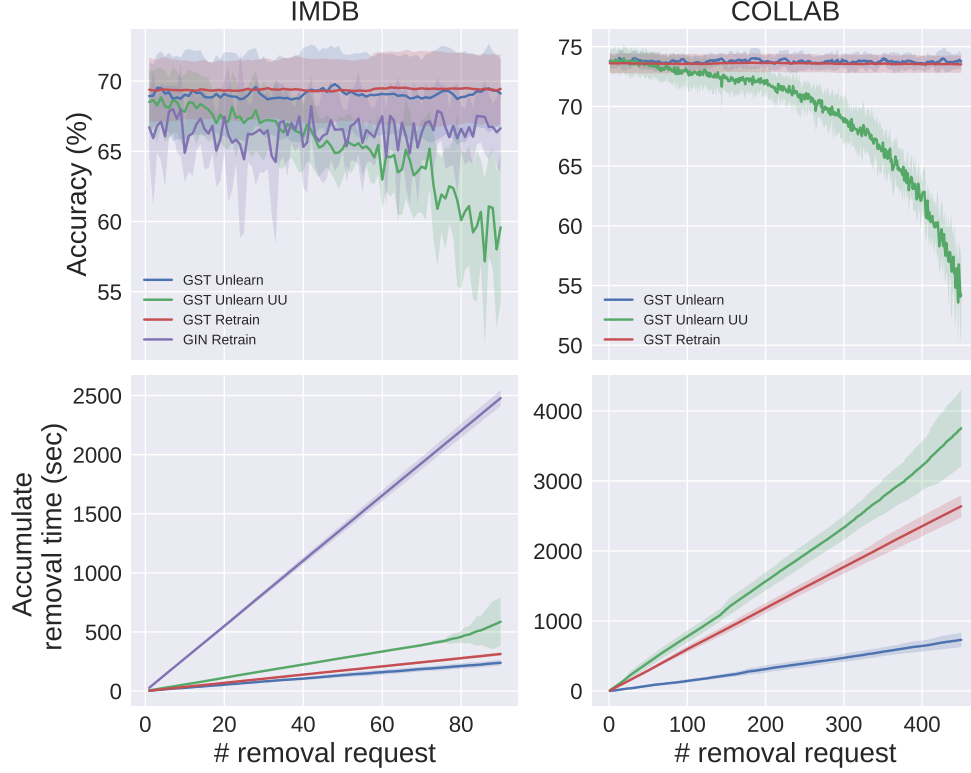 IMDB
COLLAB
Accuracy (%)
70
65
60
55
GST Unlearn
GST Unlearn UU
GST Retrain
GIN Retrain
75
70
65
60
55
50
GST Unlearn
GST Unlearn UU
GST Retrain
Accumulate
removal time (sec)
2500
2000
1500
1000
500
0
0 20 40 60 80
# removal request
4000
3000
2000
1000
0
0 100 200 300 400
# removal request